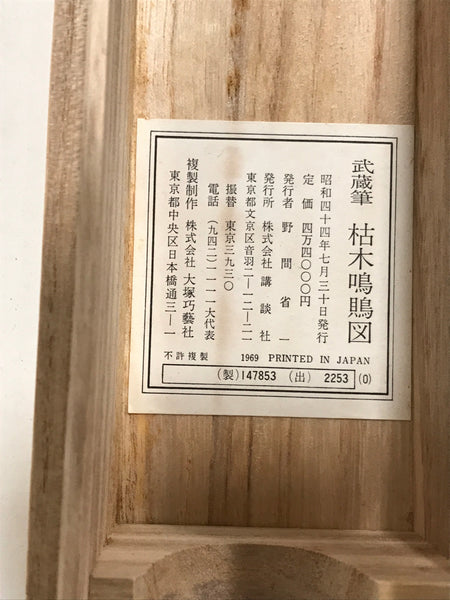 武蔵筆 枯木鳴鵙図
昭和四十四年七月三十日発行
定価 四万四〇〇〇円
発行者 野間省一
発行所 株式会社 講談社
東京都文京区音羽二―一二―二一
振替 東京三九三〇
電話(九四二)一一一一大代表
複製制作 株式会社 大塚巧藝社
東京都中央区日本橋通三―一
不許複製 1969 PRINTED IN JAPAN
(製)147853 (出) 2253 (0)